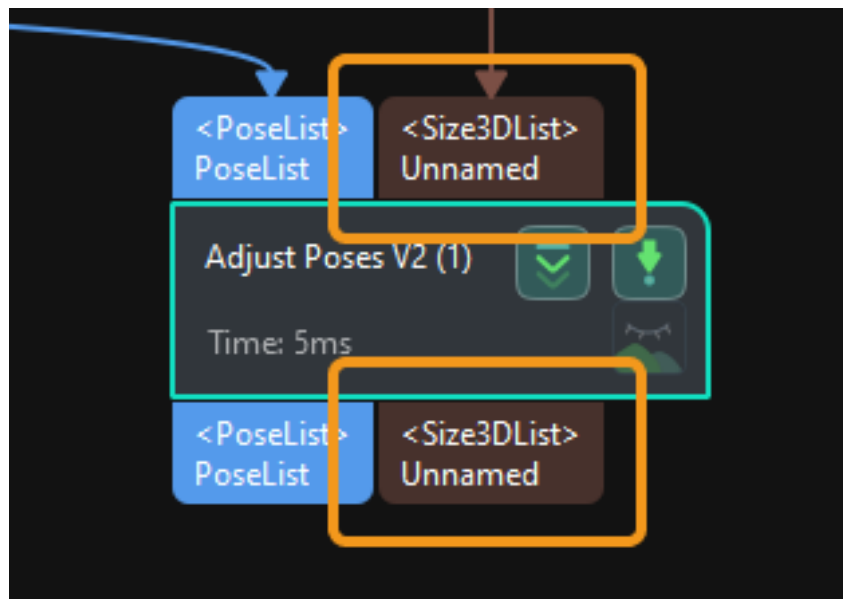 <PoseList>
PoseList
<Size3DList>
Unnamed
Adjust Poses V2 (1)
Time: 5ms
<PoseList>
PoseList
<Size3DList>
Unnamed